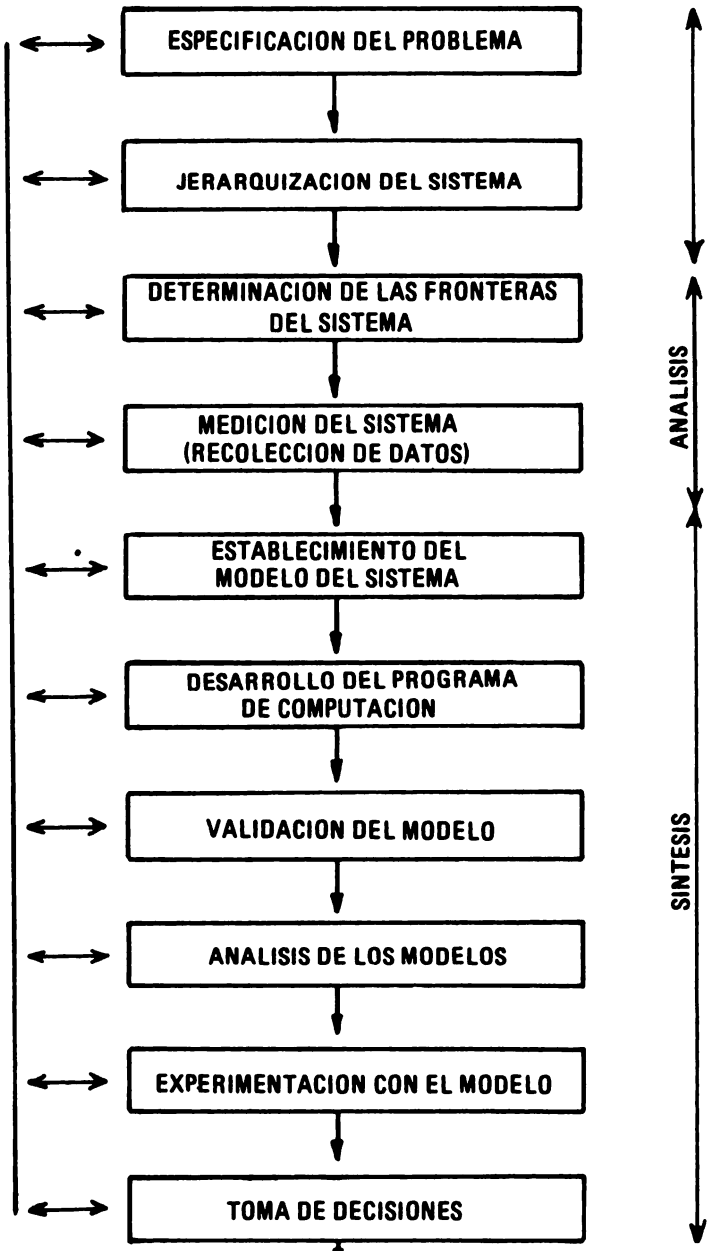 ESPECIFICACION DEL PROBLEMA
JERARQUIZACION DEL SISTEMA
DETERMINACION DE LAS FRONTERAS
DEL SISTEMA
MEDICION DEL SISTEMA
(RECOLECCION DE DATOS)
ESTABLECIMIENTO DEL
MODELO DEL SISTEMA
DESARROLLO DEL PROGRAMA
DE COMPUTACION
VALIDACION DEL MODELO
ANALISIS DE LOS MODELOS
EXPERIMENTACION CON EL MODELO
TOMA DE DECISIONES
ANALISIS
SINTESIS